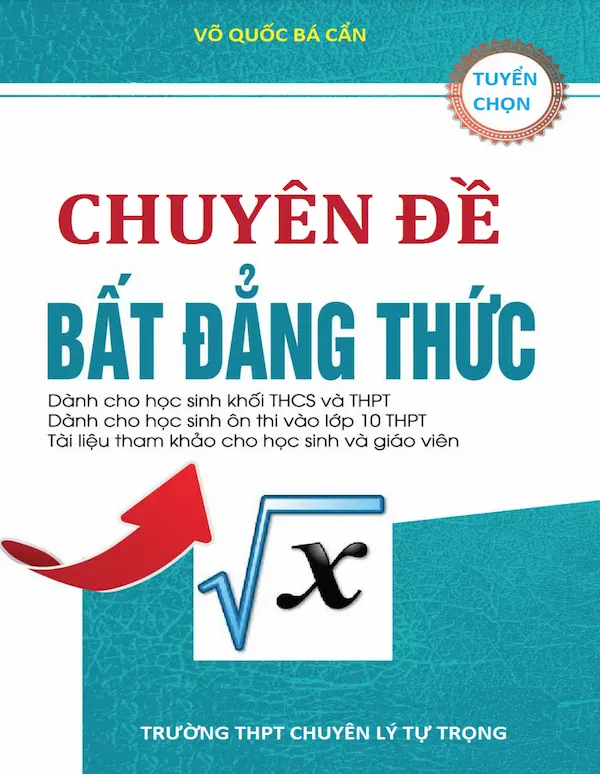 VÕ QUỐC BÁ CẨN
TUYỂN
CHỌN
CHUYÊN ĐỀ
BẤT ĐẲNG THỨC
Dành cho học sinh khối THCS và THPT
Dành cho học sinh ôn thi vào lớp 10 THPT
Tài liệu tham khảo cho học sinh và giáo viên
√x
TRƯỜNG THPT CHUYÊN LÝ TỰ TRỌNG